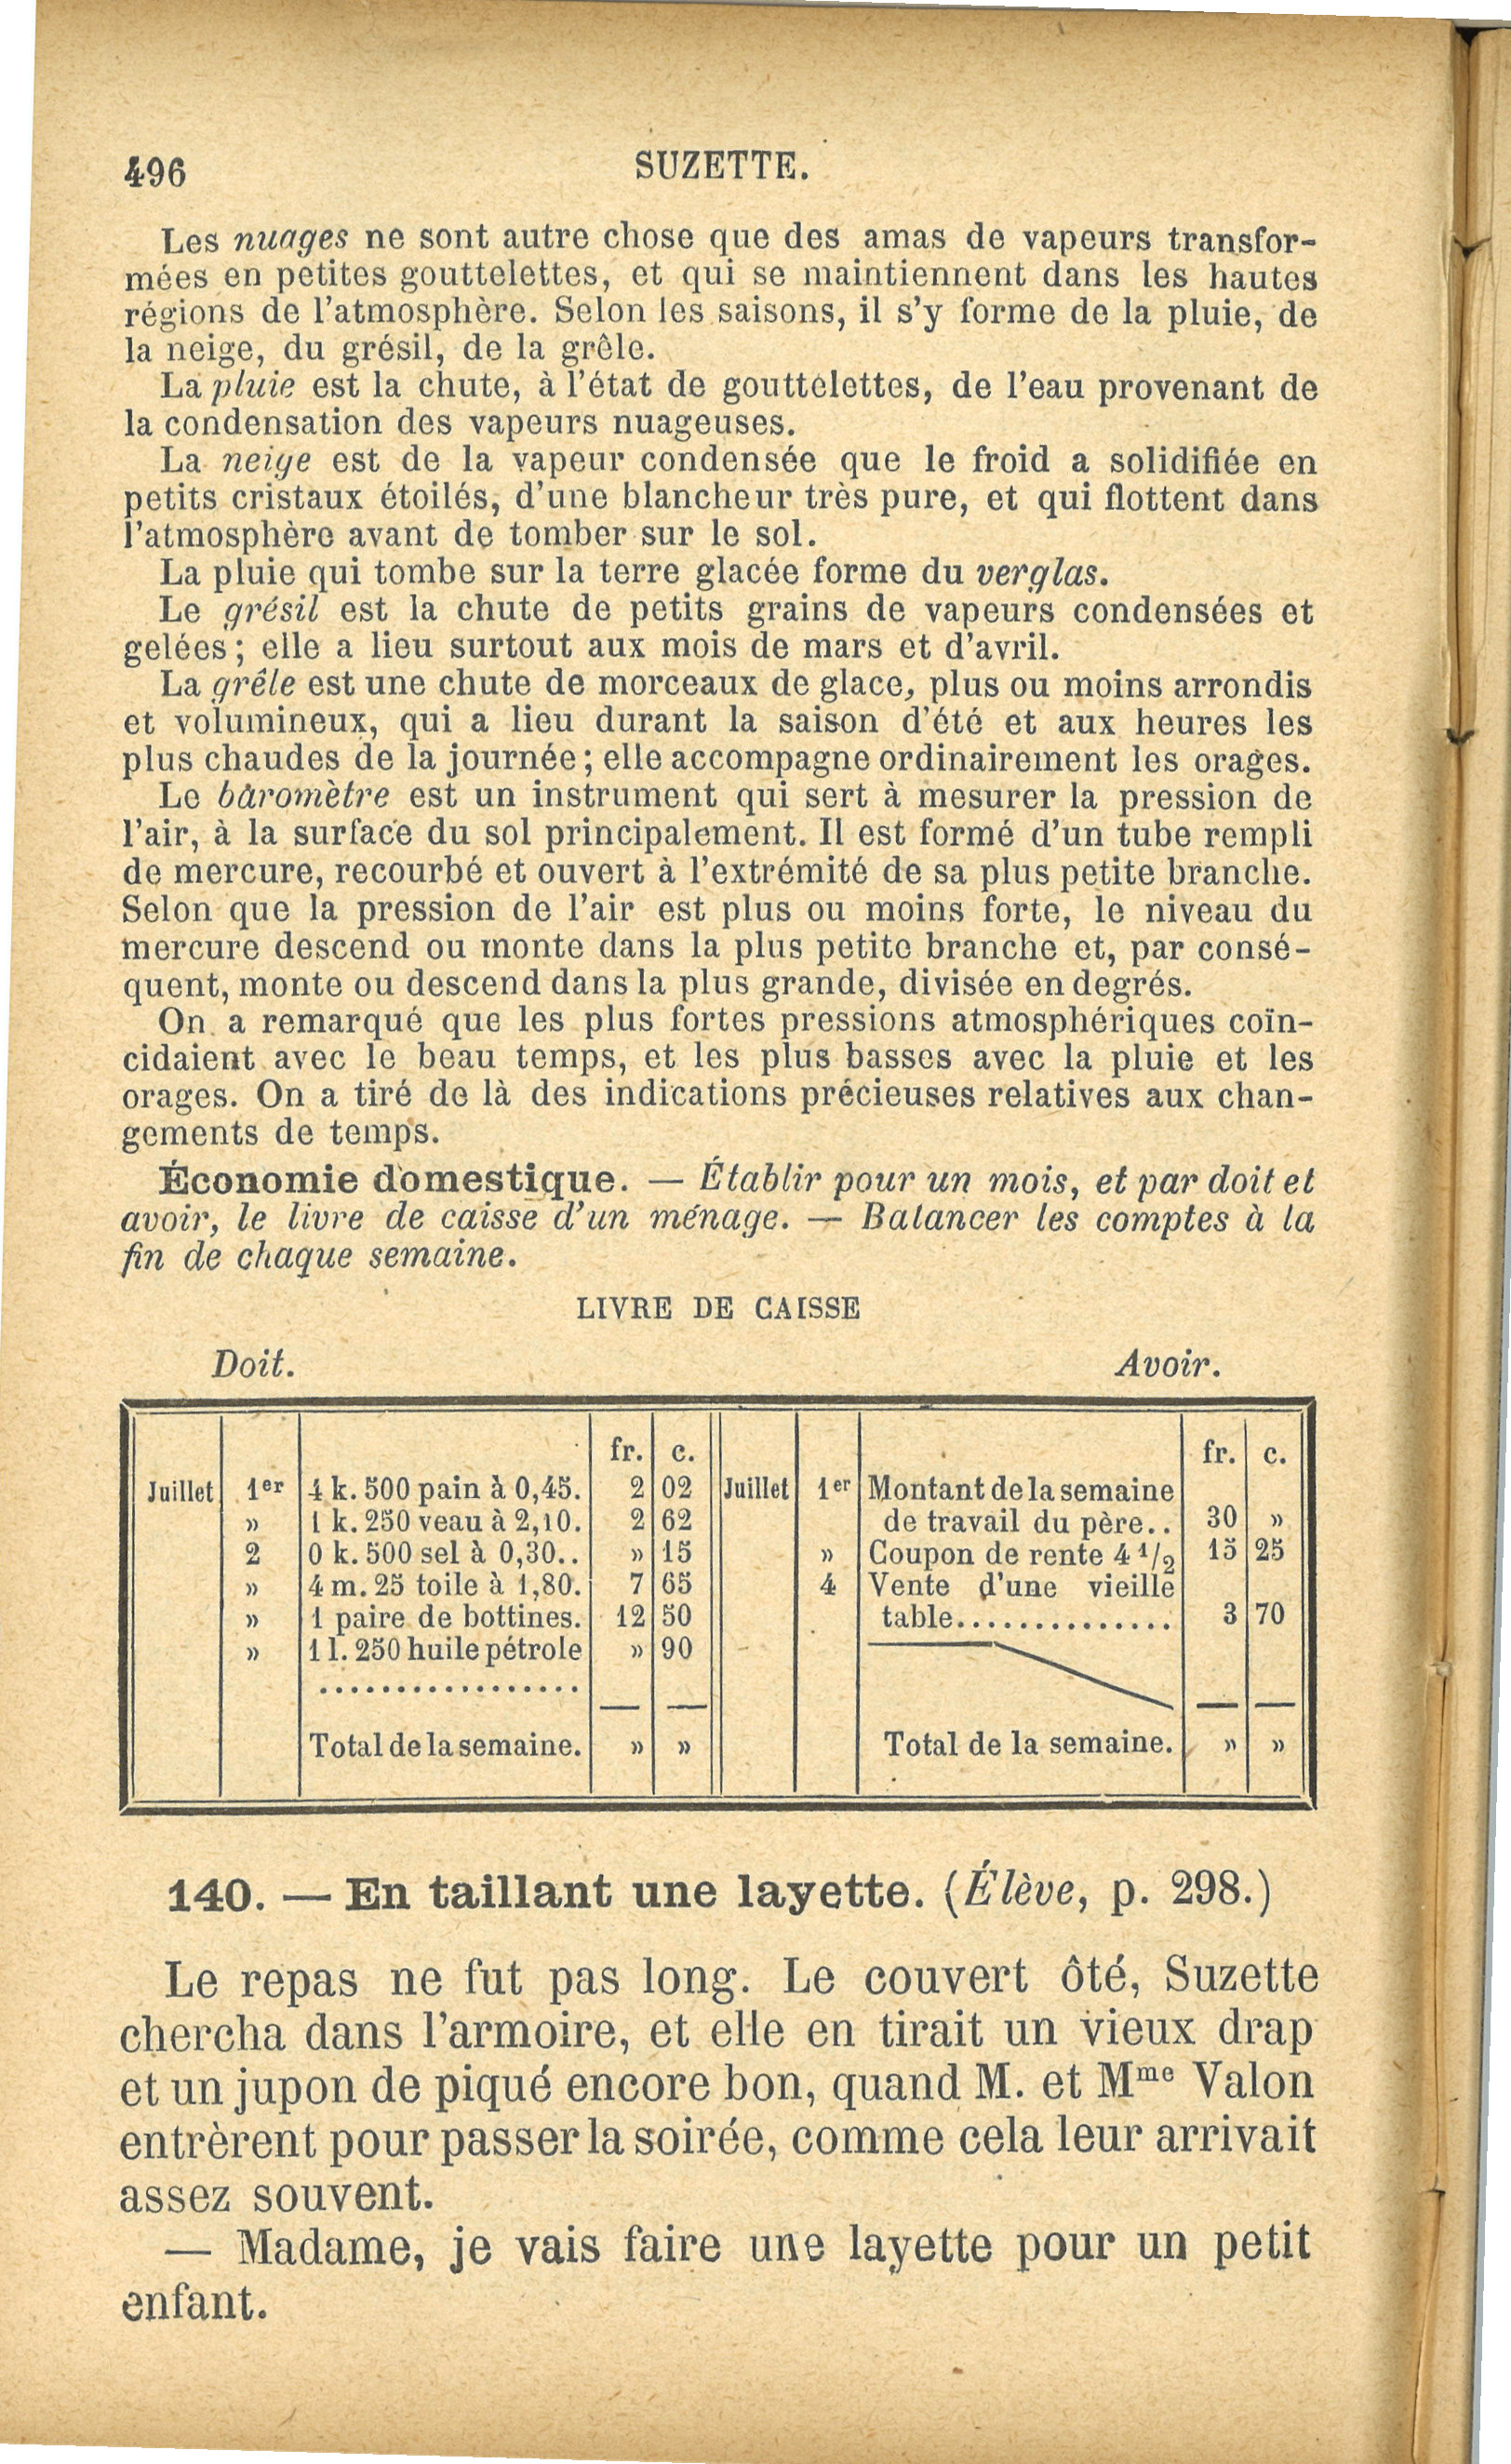 496
SUZETTE.
Les nuages ne sont autre chose que des amas de vapeurs transfor-
mées en petites gouttelettes, et qui se maintiennent dans les hautes
régions de l'atmosphère. Selon les saisons, il s'y forme de la pluie, de
la neige, du grésil, de la grêle.
La pluie est la chute, à l'état de gouttelettes, de l'eau provenant de
la condensation des vapeurs nuageuses.
La neige est de la vapeur condensée que le froid a solidifiée en
petits cristaux étoilés, d'une blancheur très pure, et qui flottent dans
l'atmosphère avant de tomber sur le sol.
La pluie qui tombe sur la terre glacée forme du verglas.
Le grésil est la chute de petits grains de vapeurs condensées et
gelées; elle a lieu surtout aux mois de mars et d'avril.
La grêle est une chute de morceaux de glace, plus ou moins arrondis
et volumineux, qui a lieu durant la saison d'été et aux heures les
plus chaudes de la journée; elle accompagne ordinairement les orages.
Le baromètre est un instrument qui sert à mesurer la pression de
l'air, à la surface du sol principalement. Il est formé d'un tube rempli
de mercure, recourbé et ouvert à l'extrémité de sa plus petite branche.
Selon que la pression de l'air est plus ou moins forte, le niveau du
mercure descend ou monte dans la plus petite branche et, par consé-
quent, monte ou descend dans la plus grande, divisée en degrés.
On a remarqué que les plus fortes pressions atmosphériques coïn-
cidaient avec le beau temps, et les plus basses avec la pluie et les
orages. On a tiré de là des indications précieuses relatives aux chan-
gements de temps.
Économie domestique. — Établir pour un mois, et par doit et
avoir, le livre de caisse d'un ménage. — Balancer les comptes à la
fin de chaque semaine.
LIVRE DE CAISSE
Doit. Avoir.
fr. c. fr. c.
Juillet 1er 4 k. 500 pain à 0,45. 2 02 Juillet 1er Montant de la semaine
» 1 k. 250 veau à 2,10. 2 62 de travail du père.. 30 »
2 0 k. 500 sel à 0,30.. » 15 » Coupon de rente 4 1/2 15 25
» 4 m. 25 toile à 1,80. 7 65 4 Vente d'une vieille
» 1 paire de bottines. 12 50 table............... 3 70
» 1 l. 250 huile pétrole » 90
.................
Total de la semaine. » » Total de la semaine. » »
140. — En taillant une layette. (Élève, p. 298.)
Le repas ne fut pas long. Le couvert ôté, Suzette
chercha dans l'armoire, et elle en tirait un vieux drap
et un jupon de piqué encore bon, quand M. et Mme Valon
entrèrent pour passer la soirée, comme cela leur arrivait
assez souvent.
— Madame, je vais faire une layette pour un petit
enfant.